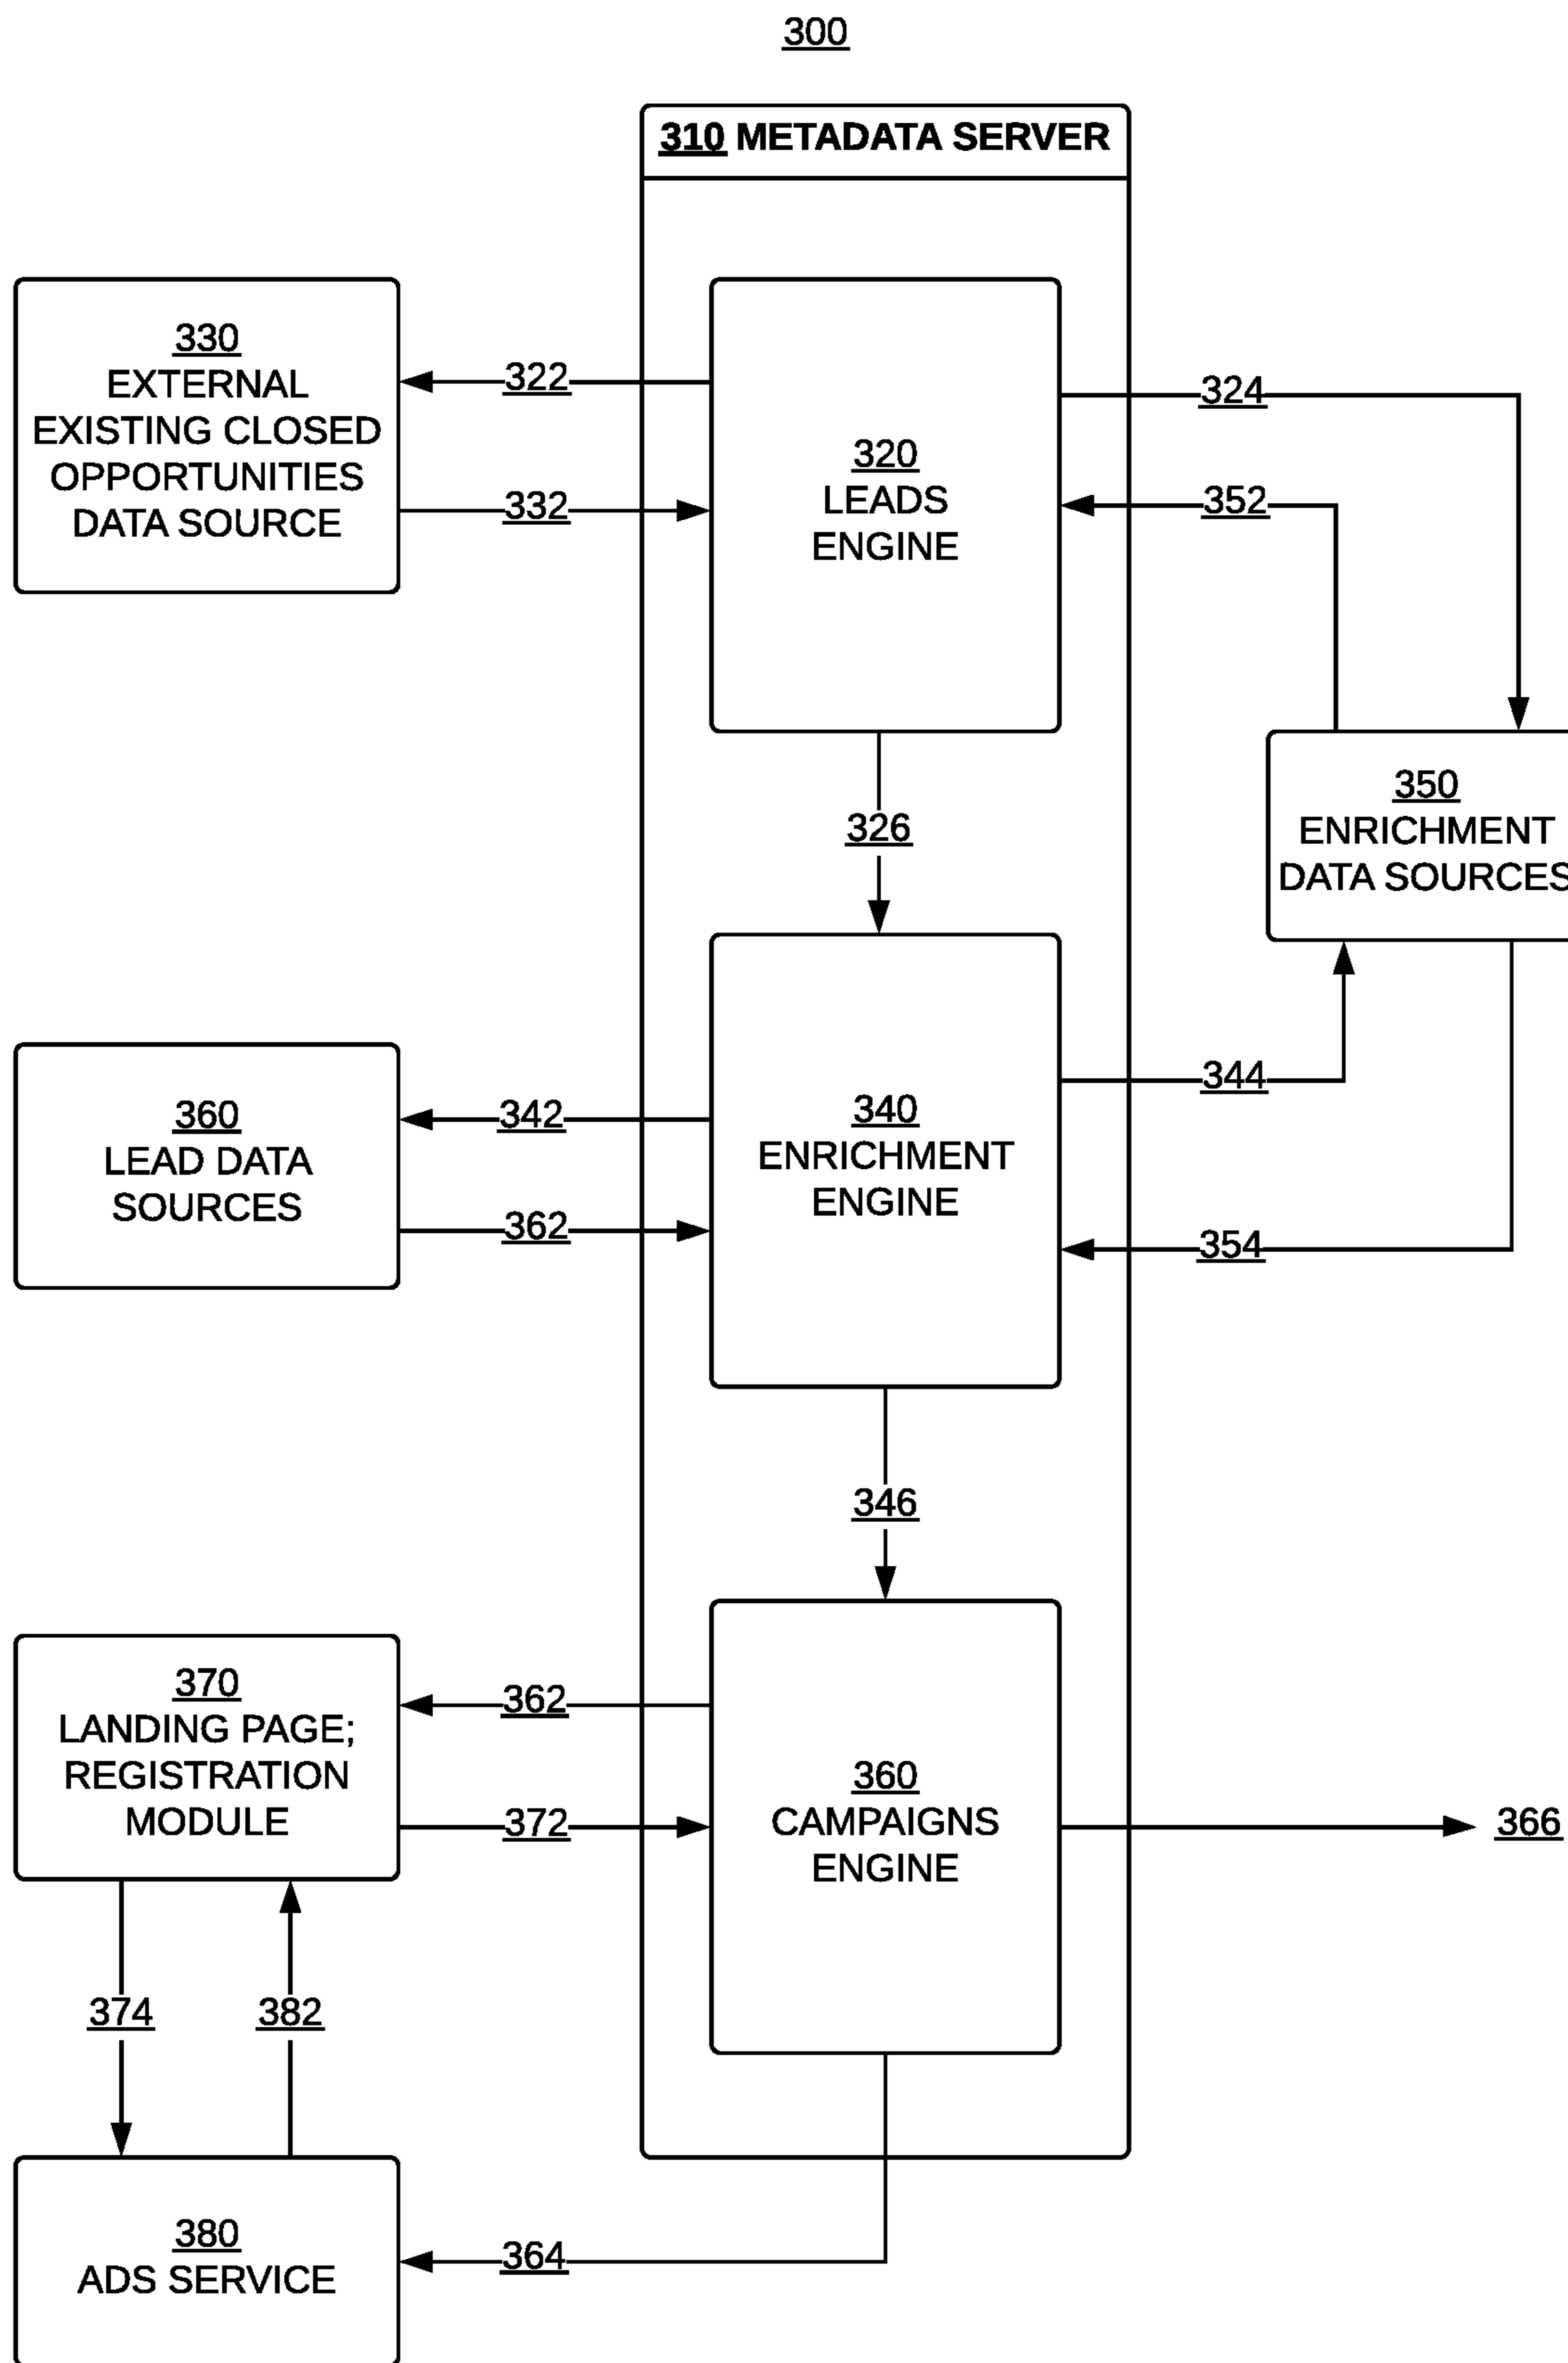 300
310 METADATA SERVER
330
EXTERNAL
EXISTING CLOSED
OPPORTUNITIES
DATA SOURCE
322
332
320
LEADS
ENGINE
324
352
326
350
ENRICHMENT
DATA SOURCES
360
LEAD DATA
SOURCES
342
362
340
ENRICHMENT
ENGINE
344
354
346
370
LANDING PAGE;
REGISTRATION
MODULE
362
372
360
CAMPAIGNS
ENGINE
366
374
382
380
ADS SERVICE
364